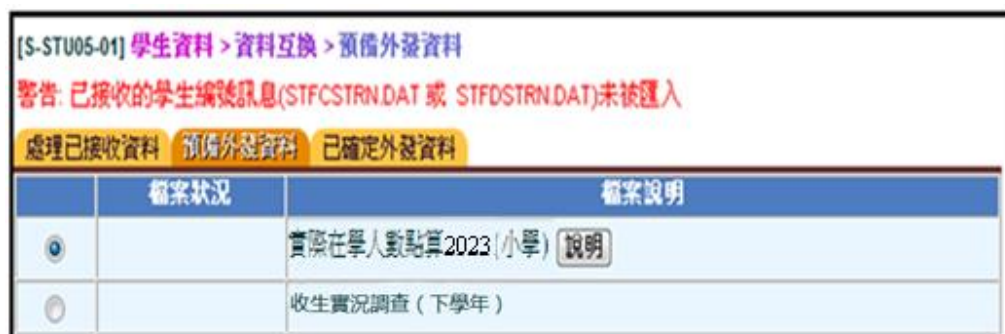 [S-STU05-01] 學生資料 > 資料互換 > 預備外發資料
警告: 已接收的學生編號訊息(STFCSTRN.DAT 或 STFDSTRN.DAT)未被匯入
處理已接收資料 預備外發資料 已確定外發資料
檔案狀況 檔案說明
實際在學人數點算2023(小學) 說明
收生實況調查（下學年）